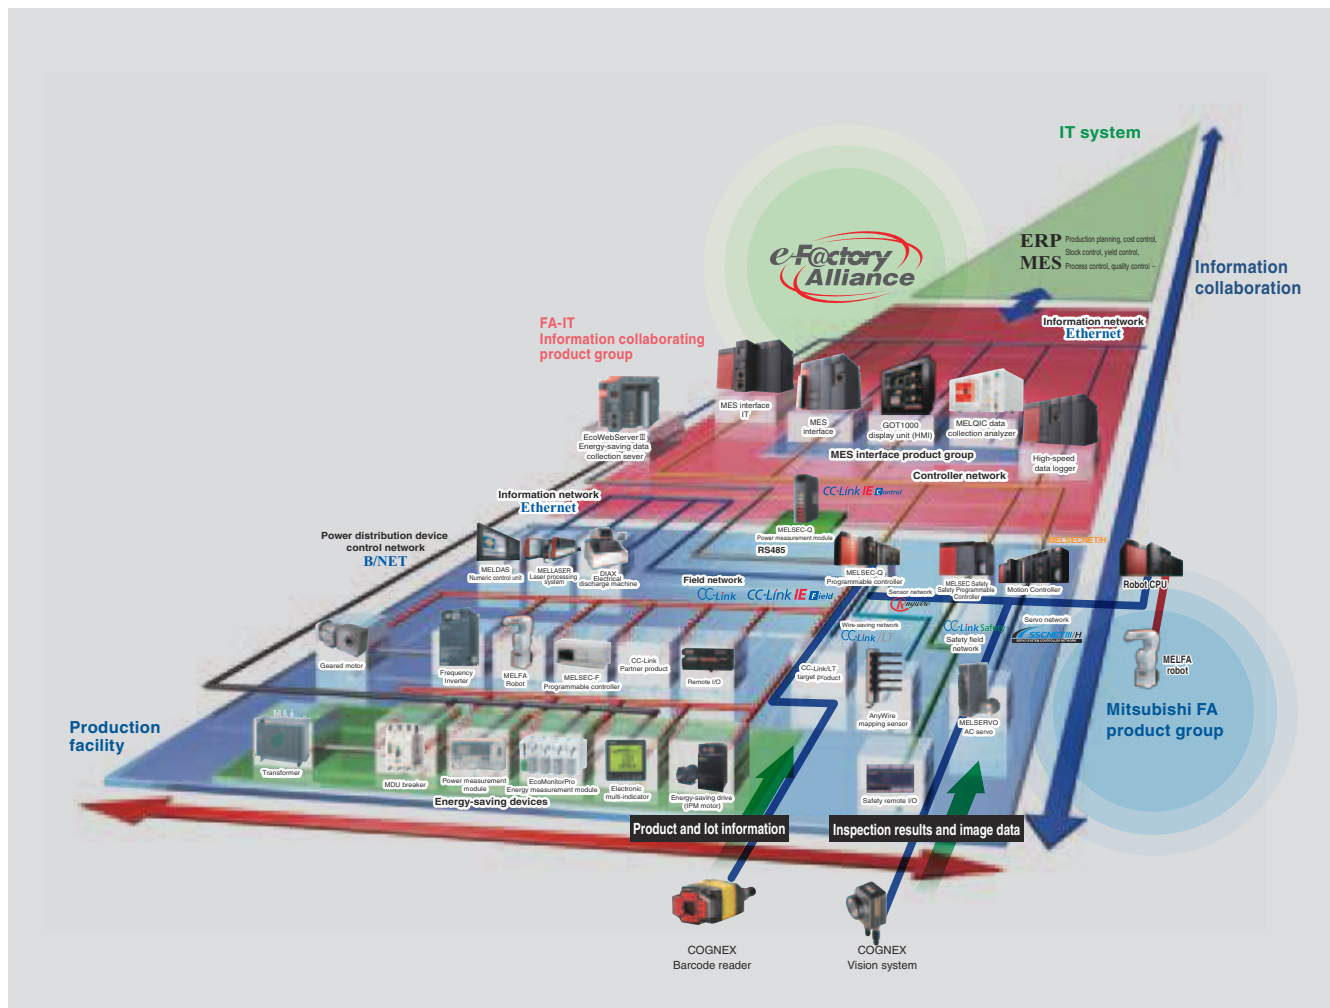 IT system
e-F@ctory
Alliance
ERP Production planning, cost control,
Stock control, yield control,
MES Process control, quality control ···
Information
collaboration
Information network
Ethernet
FA-IT
Information collaborating
product group
MES interface
IT
MES
interface
GOT1000
display unit (HMI)
MELQIC data
collection analyzer
EcoWebServer III
Energy-saving data
collection sever
MES interface product group
High-speed
data logger
Controller network
CC-Link IE Control
Information network
Ethernet
MELSEC-Q
Power measurement module
RS485
MELSECNET/H
Power distribution device
control network
B/NET
MELDAS
Numeric control unit
MELLASER
Laser processing
system
DIAX
Electrical
discharge machine
MELSEC-Q
Programmable controller
MELSEC Safety
Safety Programmable
Controller
Motion Controller
Robot CPU
Field network
CC-Link CC-Link IE Field
Sensor network
Anywire
Wire-saving network
CC-Link/LT
CC-Link Safety
Safety field
network
Servo network
SSCNET III/H
SERVO SYSTEM CONTROLLER NETWORK
Geared motor
Frequency
Inverter
MELFA
Robot
MELSEC-F
Programmable controller
CC-Link
Partner product
Remote I/O
CC-Link/LT
target product
AnyWire
mapping sensor
MELSERVO
AC servo
MELFA
robot
Mitsubishi FA
product group
Production
facility
Transformer
MDU breaker
Power measurement
module
EcoMonitorPro
Energy measurement module
Electronic
multi-indicator
Energy-saving drive
(IPM motor)
Safety remote I/O
Energy-saving devices
Product and lot information
Inspection results and image data
COGNEX
Barcode reader
COGNEX
Vision system